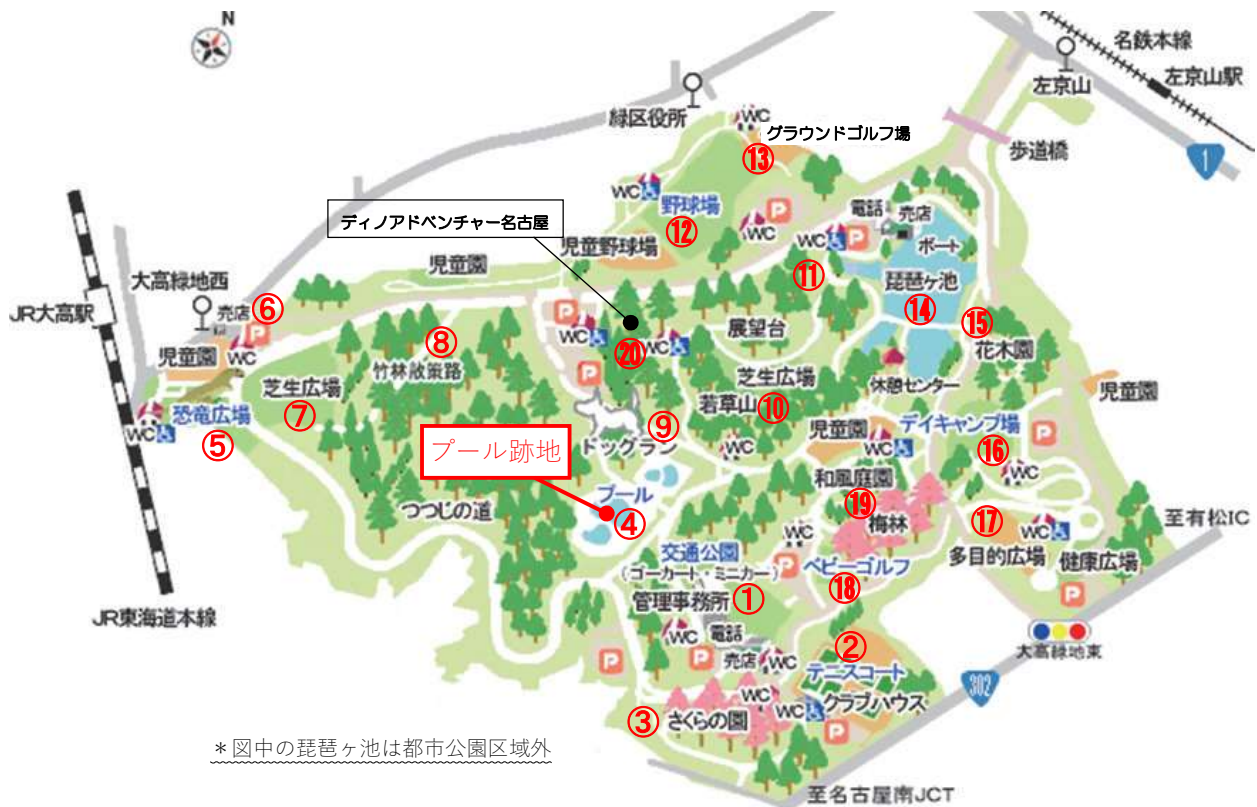 N
名鉄本線
左京山駅
左京山
緑区役所
WC
グラウンドゴルフ場
⑬
歩道橋
1
ディノアドベンチャー名古屋
WC
野球場
⑫
P
WC
電話
売店
P
WC
ボート
児童野球場
⑪
琵琶ヶ池
⑭
児童園
大高緑地西
JR大高駅
売店
⑥
P
WC
児童園
P
WC
⑳
WC
展望台
⑮
花木園
⑧
竹林散策路
P
芝生広場
休憩センター
児童園
芝生広場
⑦
若草山
⑩
恐竜広場
WC
⑤
⑨
ドッグラン
WC
児童園
WC
デイキャンプ場
P
⑯
WC
プール跡地
プール
④
和風庭園
⑲
梅林
つつじの道
WC
⑰
WC
多目的広場
健康広場
至有松IC
交通公園
(ゴーカート・ミニカー)
P
ベビーゴルフ
⑱
管理事務所
①
P
JR東海道本線
WC
電話
大高緑地東
P
P
売店
WC
②
テニスコート
302
WC
WC
クラブハウス
P
③
さくらの園
*図中の琵琶ヶ池は都市公園区域外
至名古屋南JCT